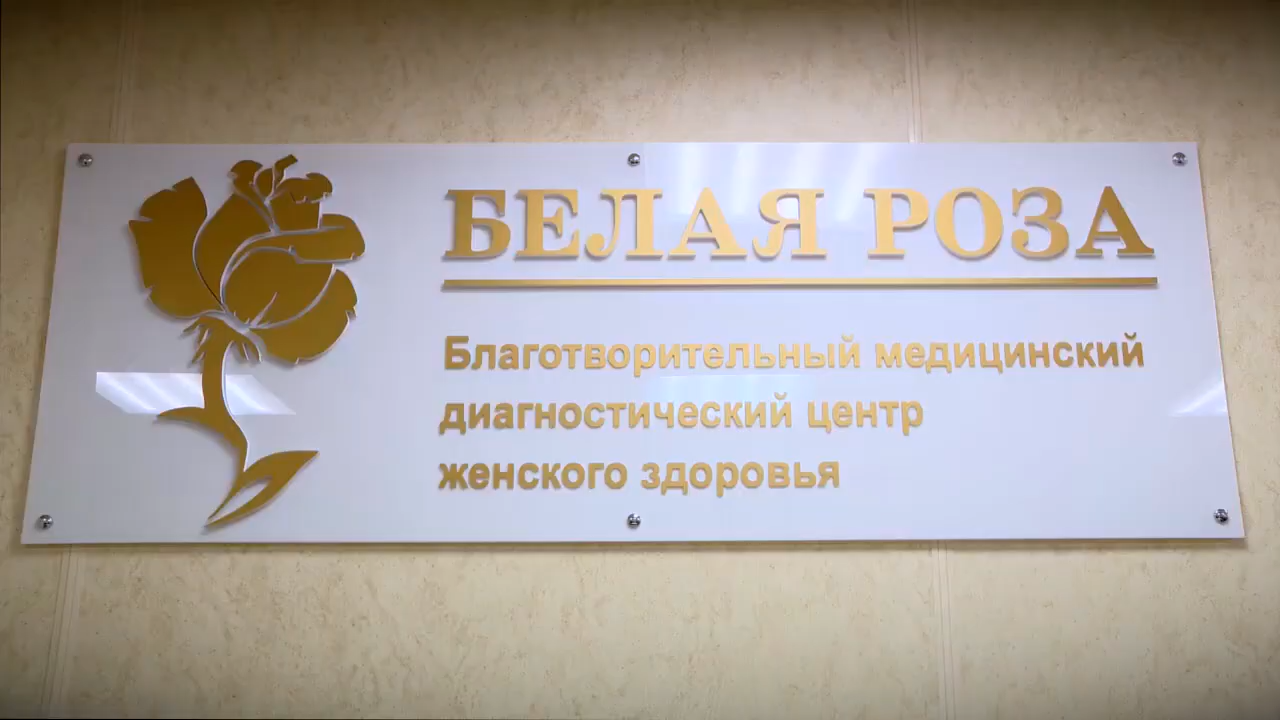 БЕЛАЯ РОЗА
Благотворительный медицинский
диагностический центр
женского здоровья